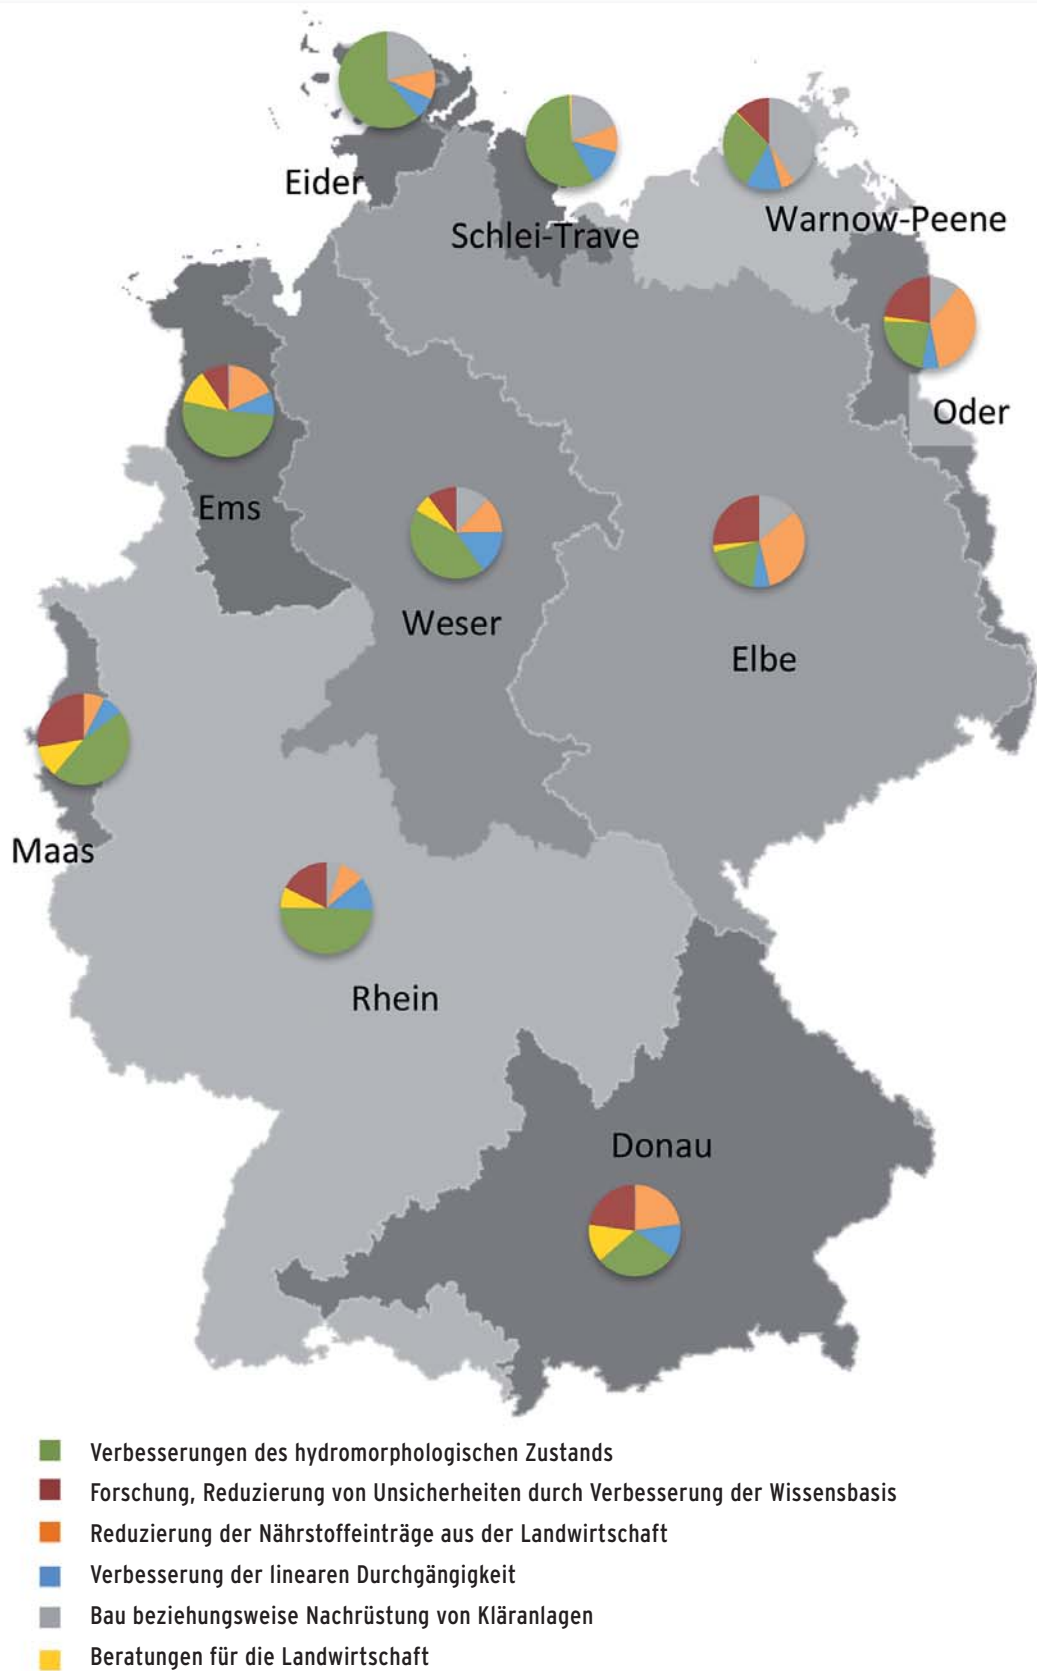 Eider
Schlei-Trave
Warnow-Peene
Oder
Ems
Weser
Elbe
Maas
Rhein
Donau
Verbesserungen des hydromorphologischen Zustands
Forschung, Reduzierung von Unsicherheiten durch Verbesserung der Wissensbasis
Reduzierung der Nährstoffeinträge aus der Landwirtschaft
Verbesserung der linearen Durchgängigkeit
Bau beziehungsweise Nachrüstung von Kläranlagen
Beratungen für die Landwirtschaft